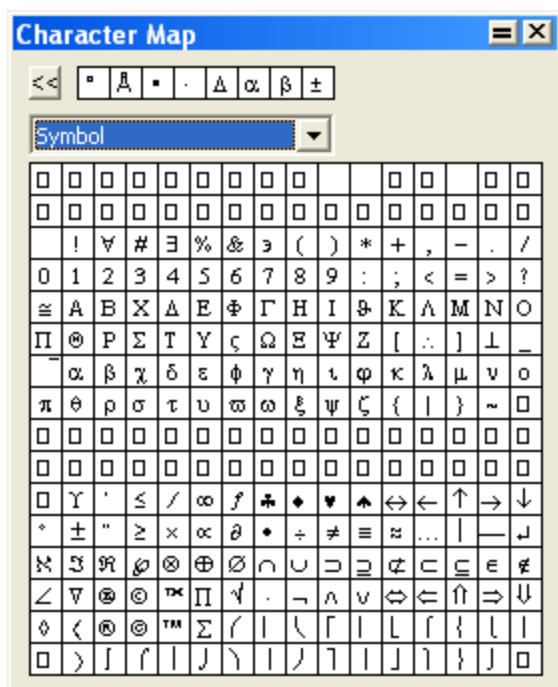 Character Map
<< ° Å ▪ · Δ α β ±
Symbol
□ □ □ □ □ □ □ □ □ □ □ □ □
□ □ □ □ □ □ □ □ □ □ □ □ □ □ □ □
! ∀ # ∃ % & ϶ ( ) * + , − . /
0 1 2 3 4 5 6 7 8 9 : ; < = > ?
≅ Α Β Χ Δ Ε Φ Γ Η Ι ϑ Κ Λ Μ Ν Ο
Π Θ Ρ Σ Τ Υ ς Ω Ξ Ψ Ζ [ ∴ ] ⊥ _
‾ α β χ δ ε ϕ γ η ι φ κ λ μ ν ο
π θ ρ σ τ υ ϖ ω ξ ψ ζ { | } ~ □
□ □ □ □ □ □ □ □ □ □ □ □ □ □ □ □
□ □ □ □ □ □ □ □ □ □ □ □ □ □ □ □
□ ϒ ′ ≤ ⁄ ∞ ƒ ♣ ♦ ♥ ♠ ↔ ← ↑ → ↓
° ± ″ ≥ × ∝ ∂ • ÷ ≠ ≡ ≈ … | — ↵
ℵ ℑ ℜ ℘ ⊗ ⊕ ∅ ∩ ∪ ⊃ ⊇ ⊄ ⊂ ⊆ ∈ ∉
∠ ∇ ® © ™ ∏ √ ⋅ ¬ ∧ ∨ ⇔ ⇐ ⇑ ⇒ ⇓
◊ 〈 ® © ™ ∑ ⎛ ⎜ ⎝ ⎡ ⎢ ⎣ ⎧ ⎨ ⎩ ⎪
□ 〉 ∫ ⌠ ⎮ ⌡ ⎞ ⎟ ⎠ ⎤ ⎥ ⎦ ⎫ ⎬ ⎭ □